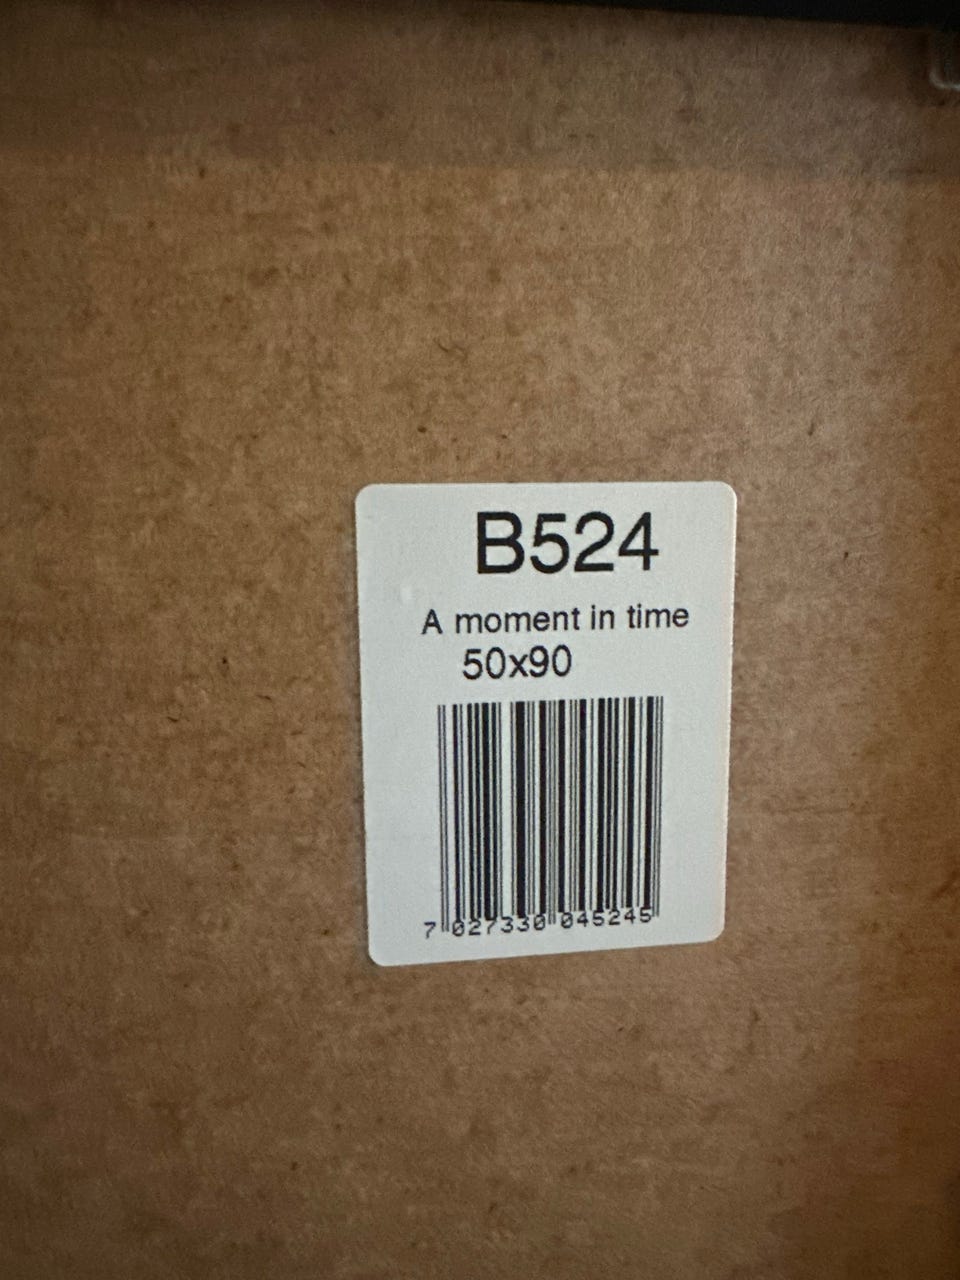 B524
A moment in time
50x90
7 027330 045245